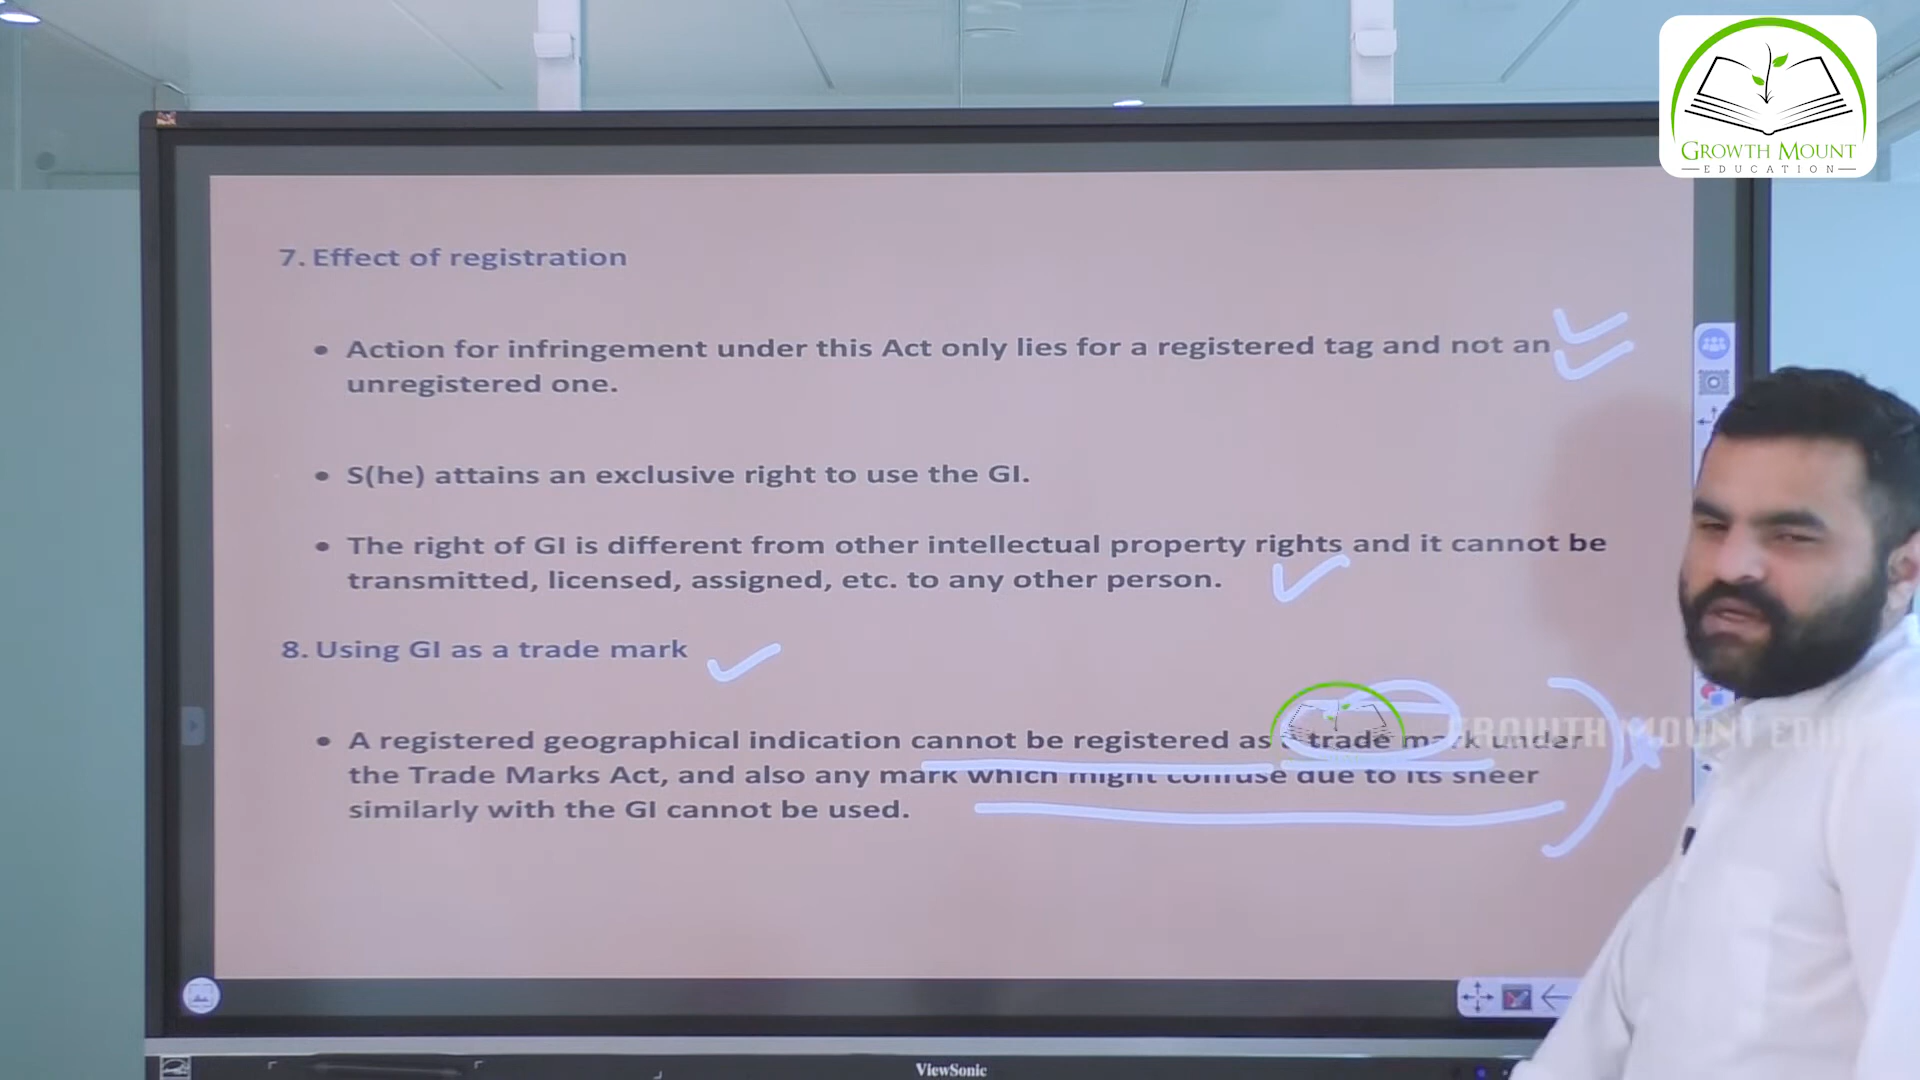 GROWTH MOUNT
EDUCATION
7. Effect of registration
• Action for infringement under this Act only lies for a registered tag and not an
unregistered one.
• S(he) attains an exclusive right to use the GI.
• The right of GI is different from other intellectual property rights and it cannot be
transmitted, licensed, assigned, etc. to any other person.
8. Using GI as a trade mark
• A registered geographical indication cannot be registered as trade mark under
the Trade Marks Act, and also any mark which might confuse due to its sheer
similarly with the GI cannot be used.
GROWTH MOUNT EDU
ViewSonic